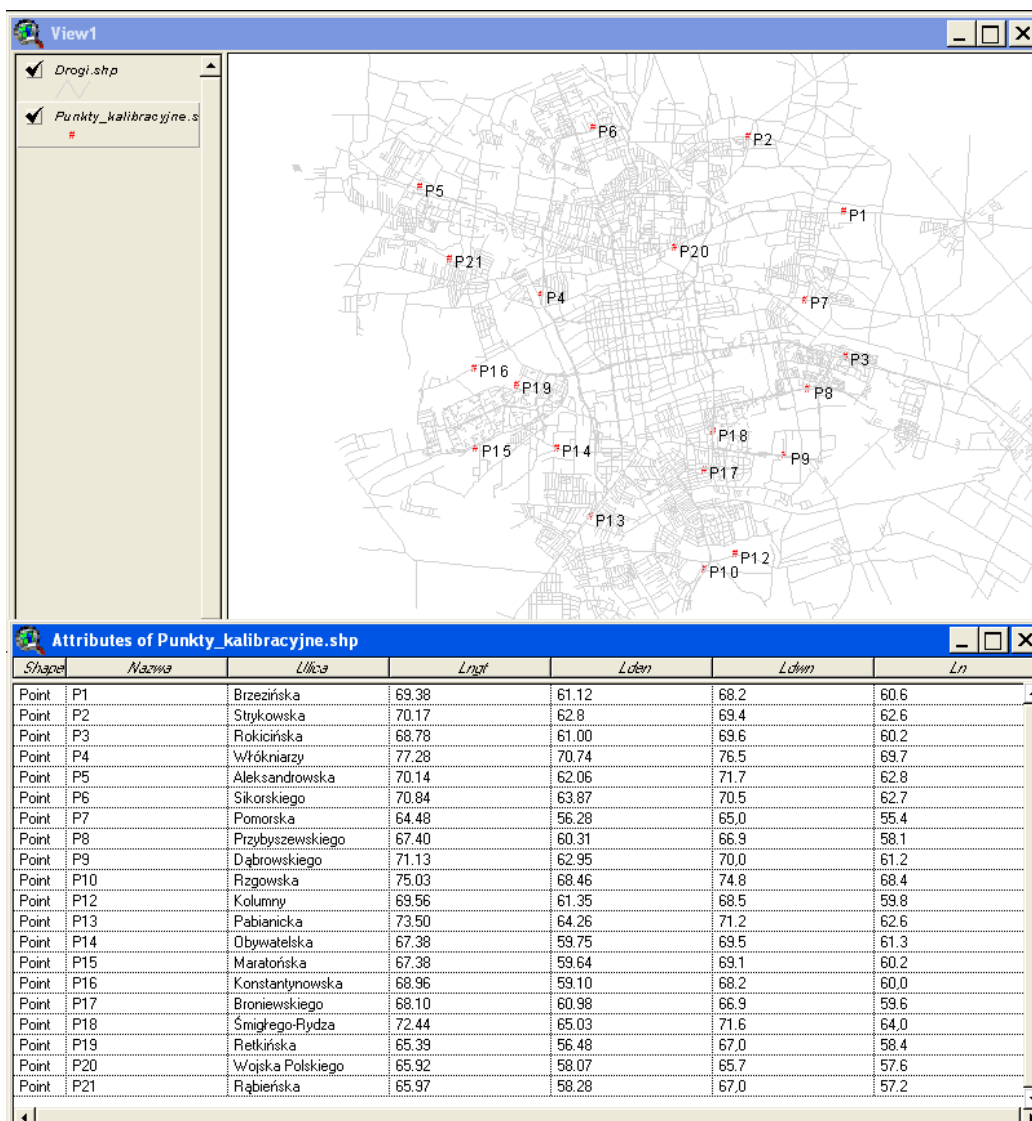 View1
Drogi.shp
Punkty_kalibracyjne.s
P6
P2
P5
P1
P20
P21
P4
P7
P3
P16
P19
P8
P18
P15
P14
P9
P17
P13
P12
P10
Attributes of Punkty_kalibracyjne.shp
Shape Nazwa Ulica Lngt Lden Ldwn Ln
Point P1 Brzezińska 69.38 61.12 68.2 60.6
Point P2 Strykowska 70.17 62.8 69.4 62.6
Point P3 Rokicińska 68.78 61.00 69.6 60.2
Point P4 Włókniarzy 77.28 70.74 76.5 69.7
Point P5 Aleksandrowska 70.14 62.06 71.7 62.8
Point P6 Sikorskiego 70.84 63.87 70.5 62.7
Point P7 Pomorska 64.48 56.28 65,0 55.4
Point P8 Przybyszewskiego 67.40 60.31 66.9 58.1
Point P9 Dąbrowskiego 71.13 62.95 70,0 61.2
Point P10 Rzgowska 75.03 68.46 74.8 68.4
Point P12 Kolumny 69.56 61.35 68.5 59.8
Point P13 Pabianicka 73.50 64.26 71.2 62.6
Point P14 Obywatelska 67.38 59.75 69.5 61.3
Point P15 Maratońska 67.38 59.64 69.1 60.2
Point P16 Konstantynowska 68.96 59.10 68.2 60,0
Point P17 Broniewskiego 68.10 60.98 66.9 59.6
Point P18 Śmigłego-Rydza 72.44 65.03 71.6 64,0
Point P19 Retkińska 65.39 56.48 67,0 58.4
Point P20 Wojska Polskiego 65.92 58.07 65.7 57.6
Point P21 Rąbieńska 65.97 58.28 67,0 57.2